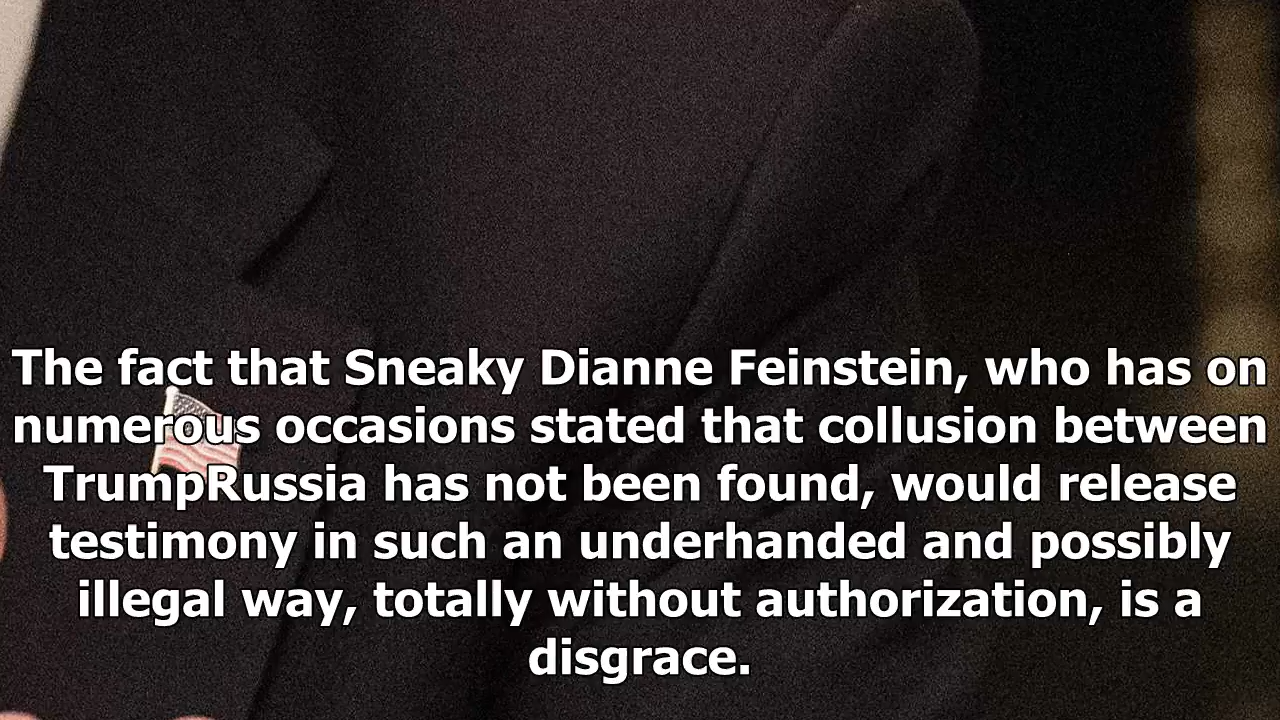 The fact that Sneaky Dianne Feinstein, who has on
numerous occasions stated that collusion between
TrumpRussia has not been found, would release
testimony in such an underhanded and possibly
illegal way, totally without authorization, is a
disgrace.